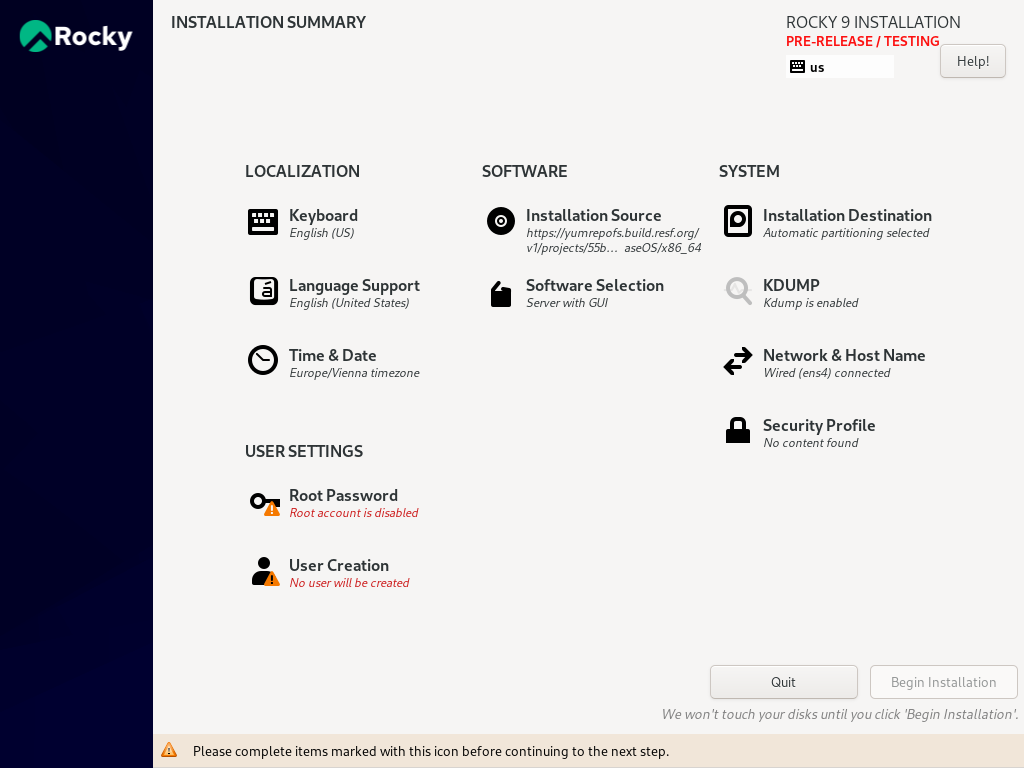 Rocky
INSTALLATION SUMMARY
ROCKY 9 INSTALLATION
PRE-RELEASE / TESTING
us
Help!
LOCALIZATION
Keyboard
English (US)
Language Support
English (United States)
Time & Date
Europe/Vienna timezone
SOFTWARE
Installation Source
https://yumrepofs.build.resf.org/
v1/projects/55b... aseOS/x86_64
Software Selection
Server with GUI
SYSTEM
Installation Destination
Automatic partitioning selected
KDUMP
Kdump is enabled
Network & Host Name
Wired (ens4) connected
Security Profile
No content found
USER SETTINGS
Root Password
Root account is disabled
User Creation
No user will be created
Quit
Begin Installation
We won't touch your disks until you click 'Begin Installation'.
Please complete items marked with this icon before continuing to the next step.